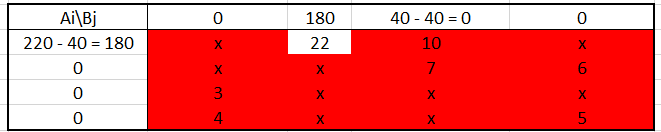 Ai\Bj 0 180 40 - 40 = 0 0
220 - 40 = 180 x 22 10 x
0 x x 7 6
0 3 x x x
0 4 x x 5